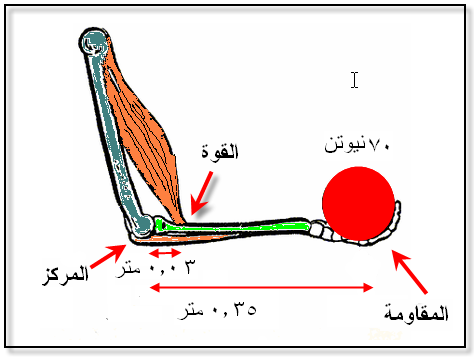 ٧٠نيوتن
القوة
المركز
٠,٠٣ متر
٠,٣٥ متر
المقاومة